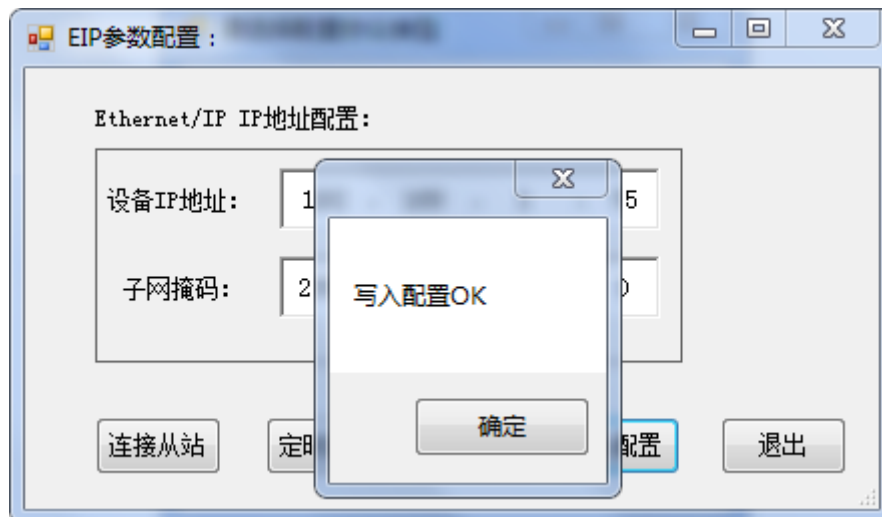 EIP参数配置：
Ethernet/IP IP地址配置：
设备IP地址： 1 5
子网掩码： 2
写入配置OK
确定
连接从站 定时 配置 退出